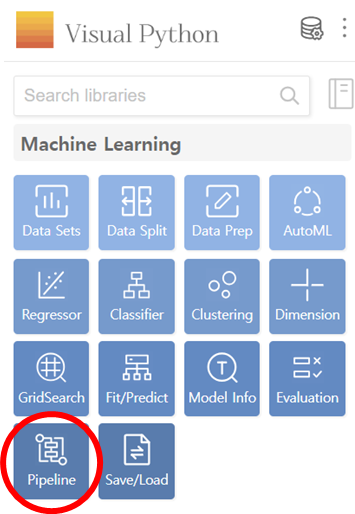 Visual Python
Search libraries
Machine Learning
Data Sets Data Split Data Prep AutoML
Regressor Classifier Clustering Dimension
GridSearch Fit/Predict Model Info Evaluation
Pipeline Save/Load